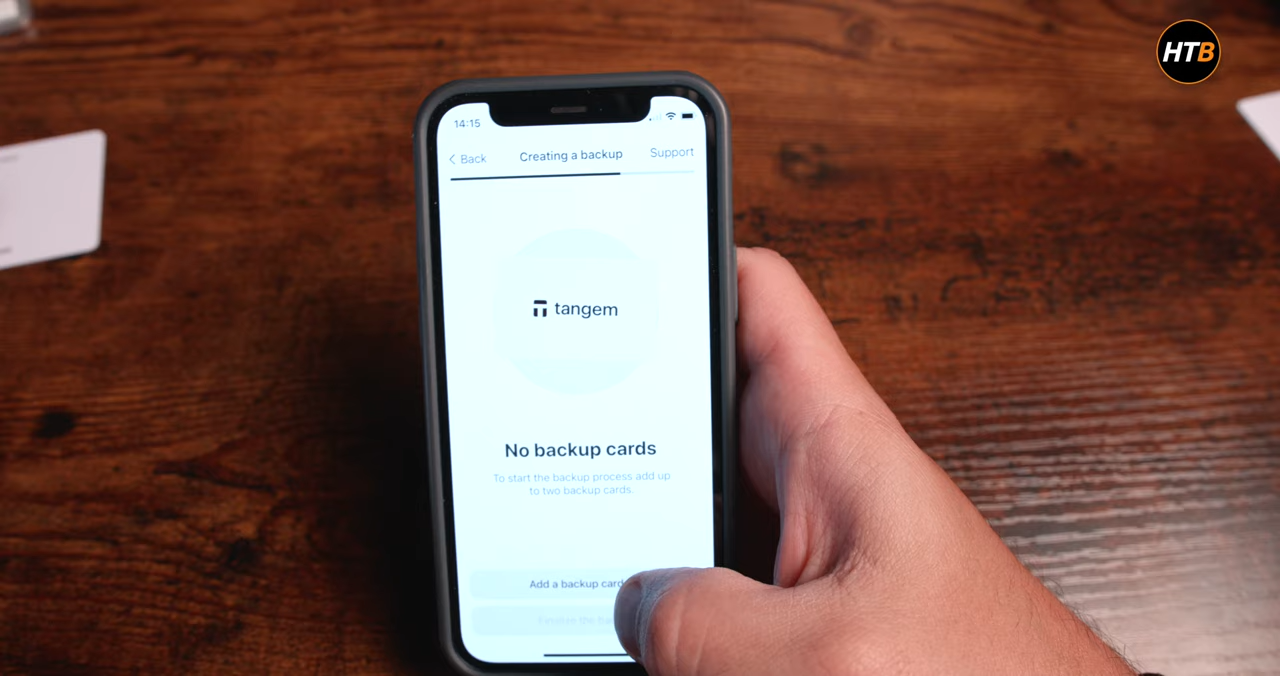 HTB
14:15
Back
Creating a backup
Support
tangem
No backup cards
To start the backup process add up
to two backup cards.
Add a backup card